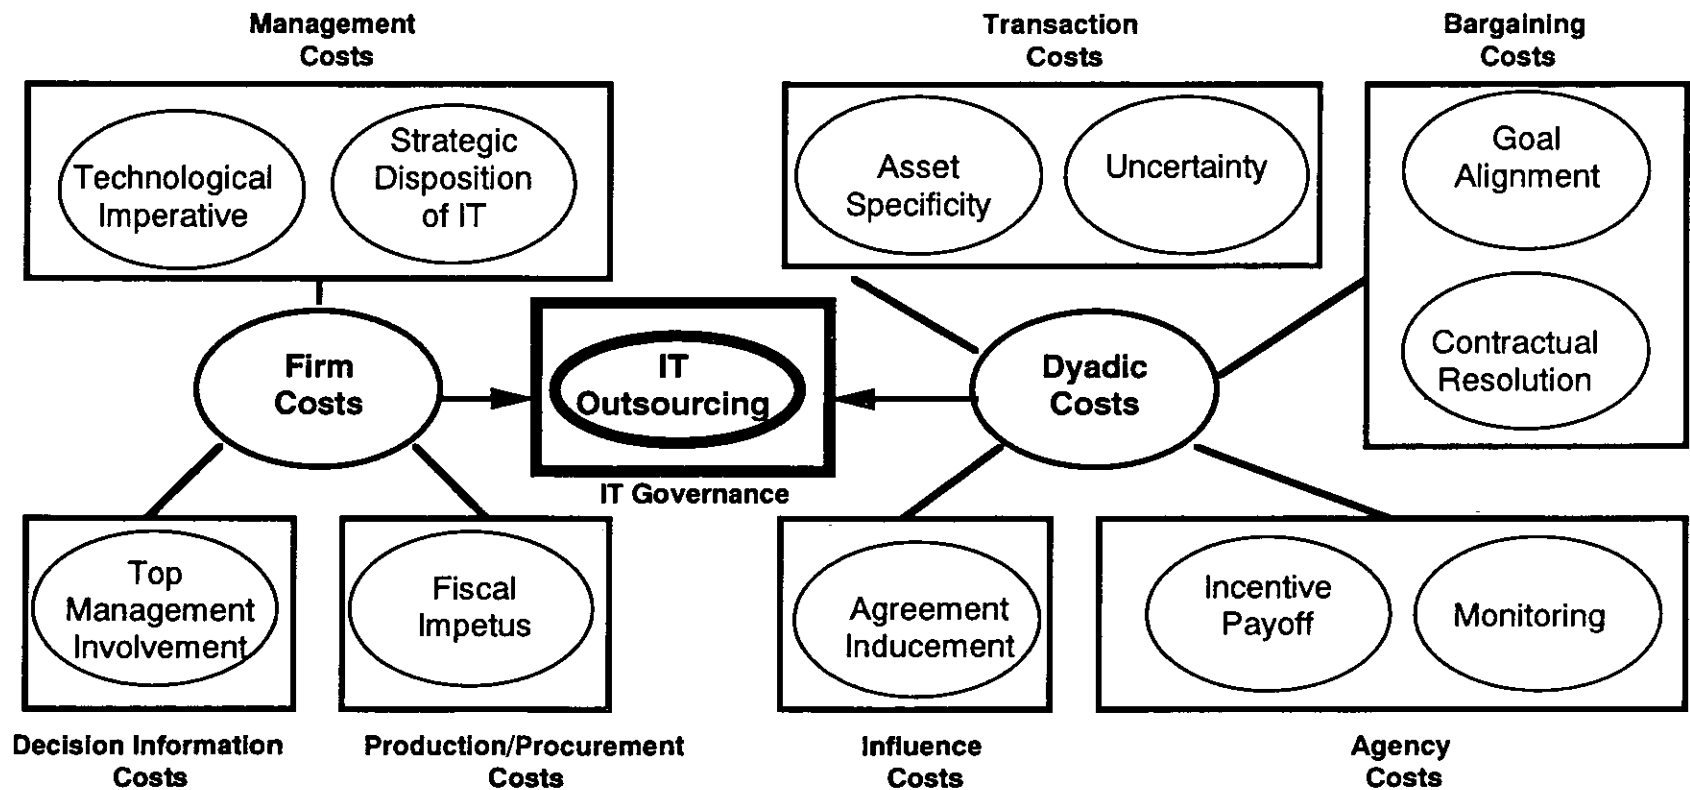 Management
Costs
Transaction
Costs
Bargaining
Costs
Technological
Imperative
Strategic
Disposition
of IT
Asset
Specificity
Uncertainty
Goal
Alignment
Contractual
Resolution
Firm
Costs
IT
Outsourcing
IT Governance
Dyadic
Costs
Top
Management
Involvement
Fiscal
Impetus
Agreement
Inducement
Incentive
Payoff
Monitoring
Decision Information
Costs
Production/Procurement
Costs
Influence
Costs
Agency
Costs